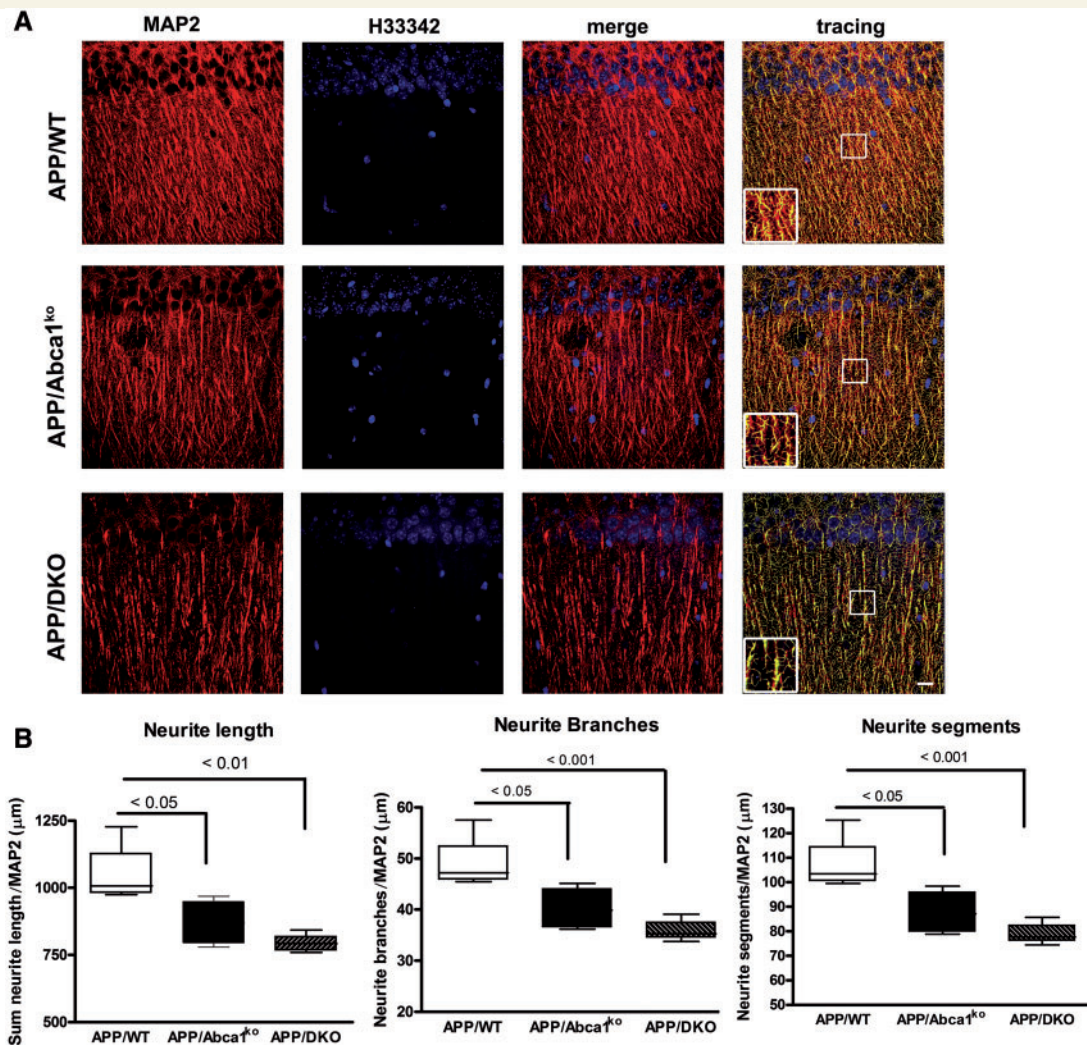 A
MAP2 H33342 merge tracing
APP/WT
APP/Abca1ko
APP/DKO
B
Neurite length
Sum neurite length/MAP2 (μm)
1250
1000
750
500
< 0.01
< 0.05
APP/WT APP/Abca1ko APP/DKO
Neurite Branches
Neurite branches/MAP2 (μm)
60
50
40
30
20
< 0.001
< 0.05
APP/WT APP/Abca1ko APP/DKO
Neurite segments
Neurite segments/MAP2 (μm)
130
120
110
100
90
80
70
60
50
< 0.001
< 0.05
APP/WT APP/Abca1ko APP/DKO